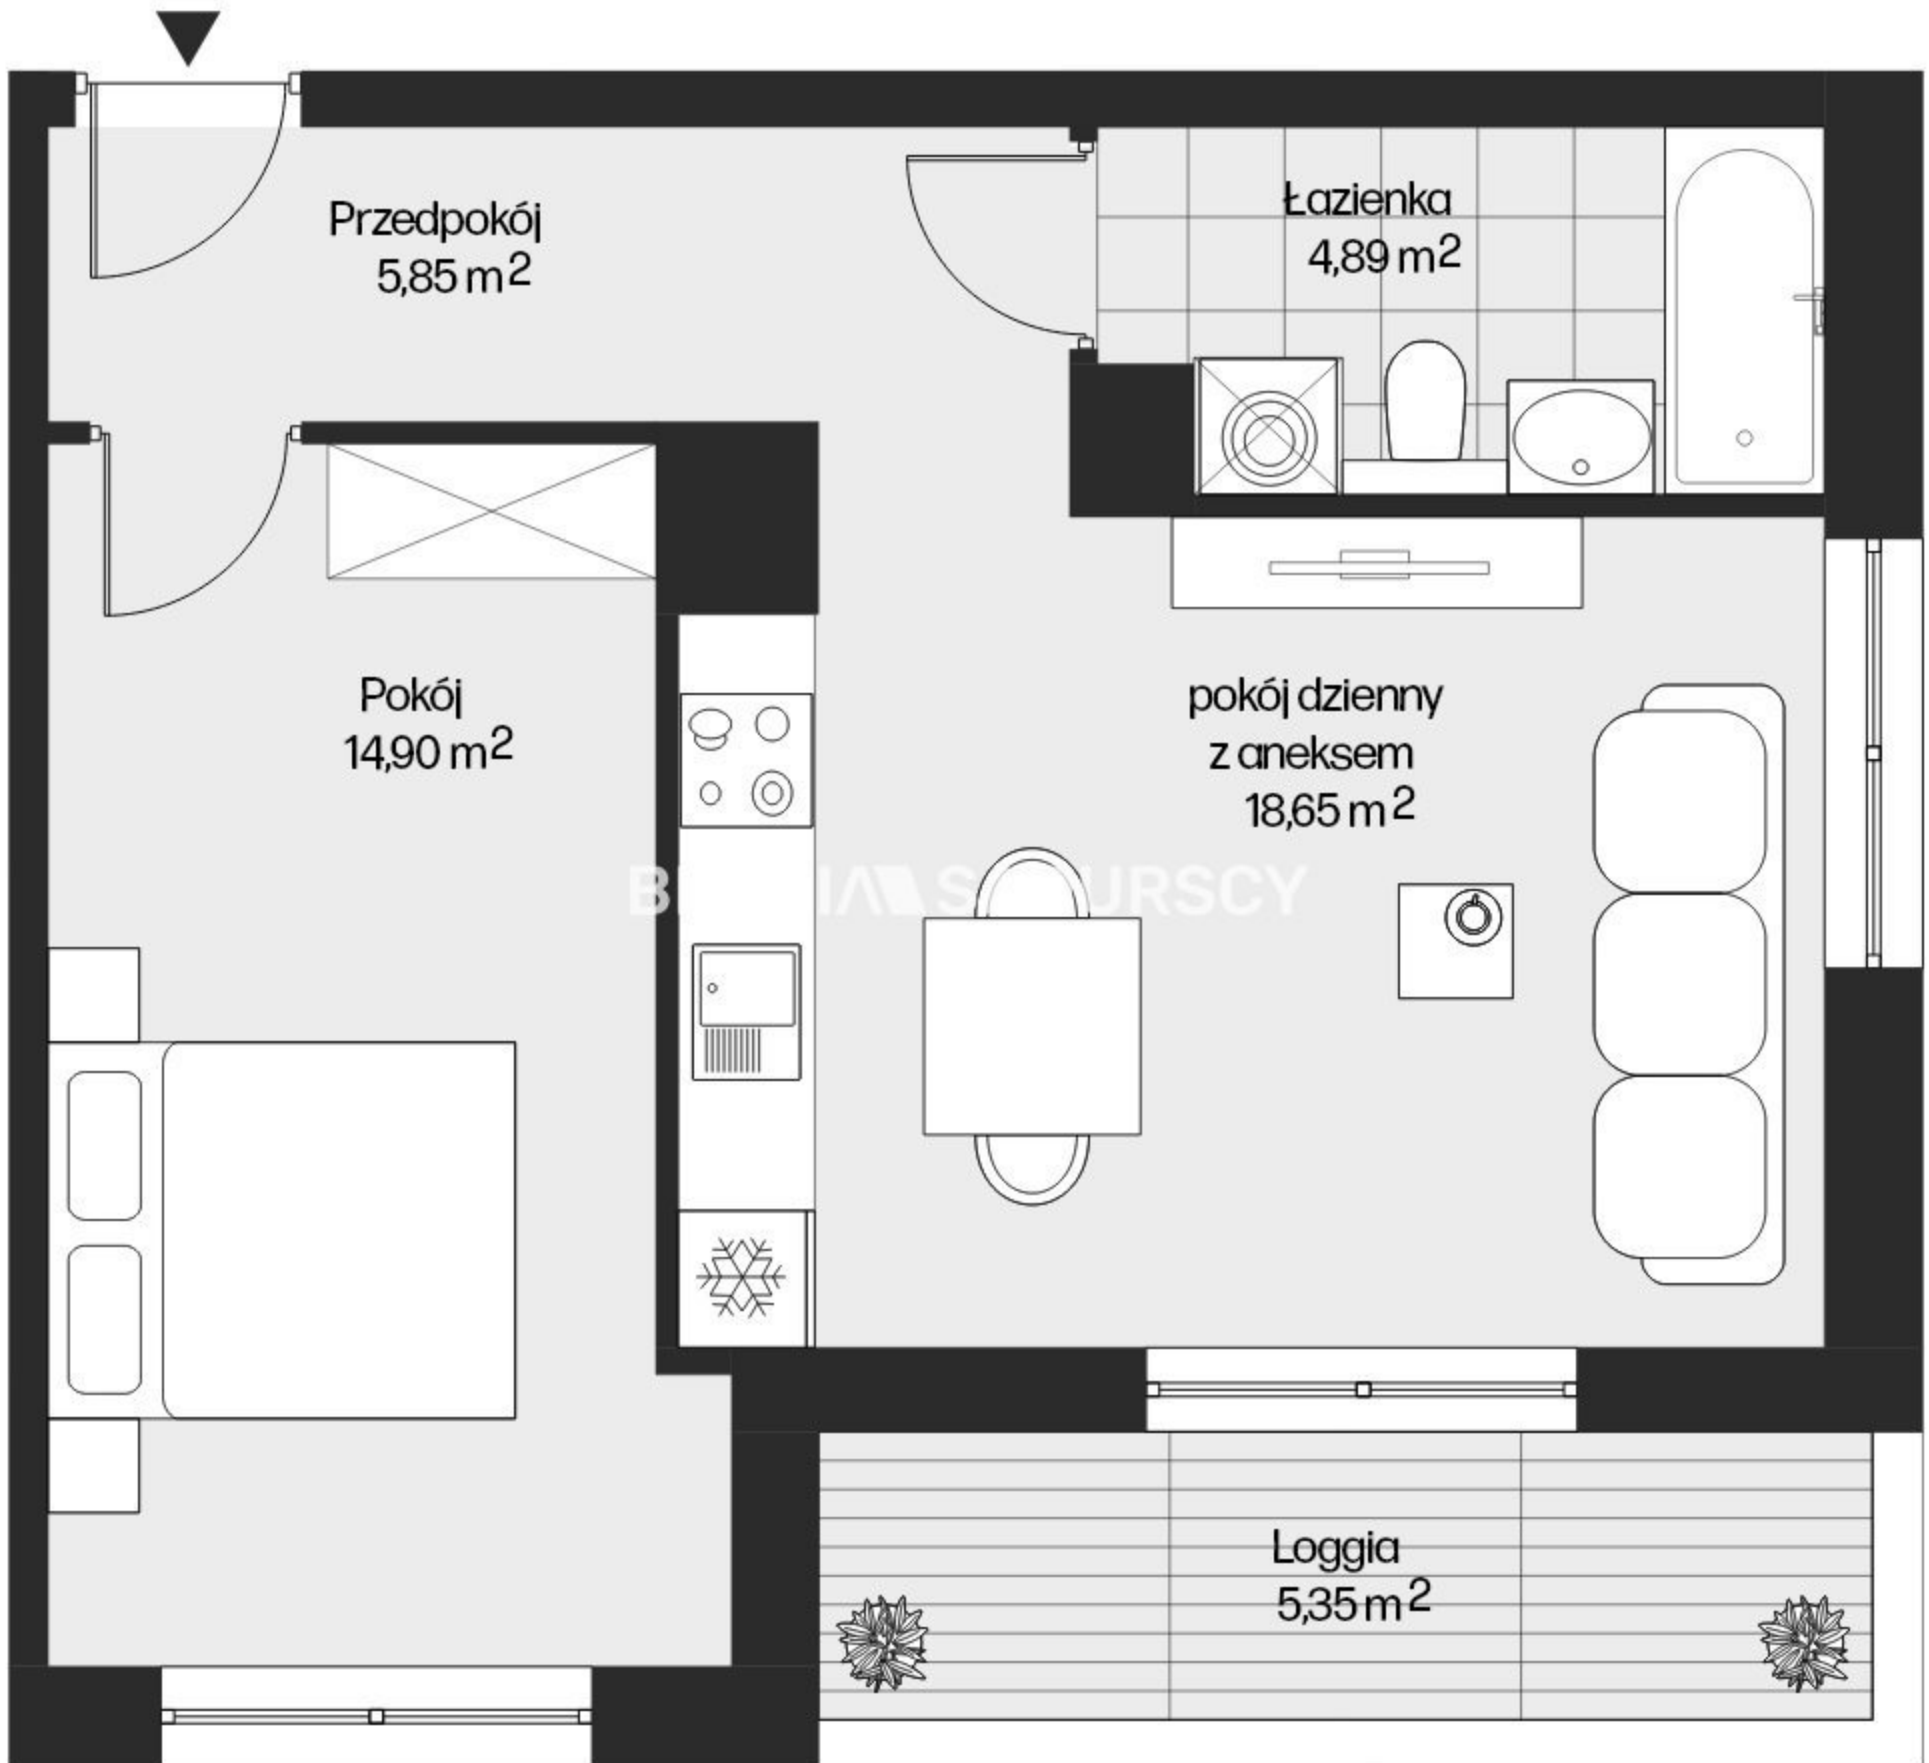 Przedpokój
5,85 m²
Łazienka
4,89 m²
Pokój
14,90 m²
pokój dzienny
z aneksem
18,65 m²
Loggia
5,35 m²